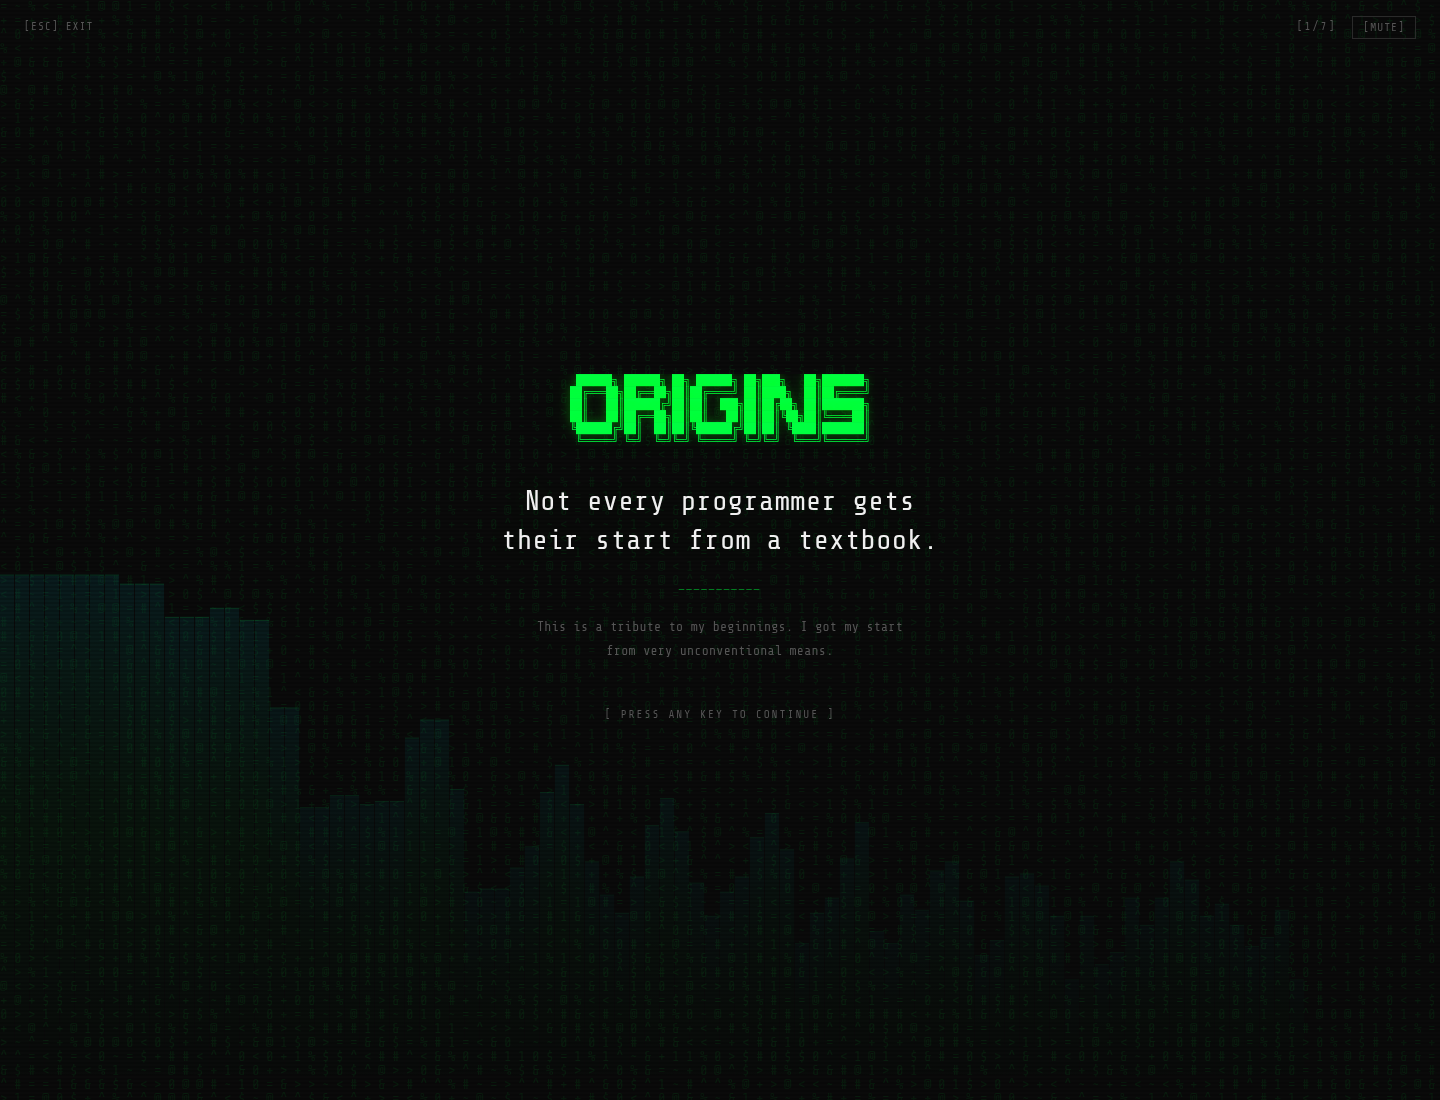 [ESC] EXIT
[1/7]
[MUTE]
ORIGINS
Not every programmer gets
their start from a textbook.
___________
This is a tribute to my beginnings. I got my start
from very unconventional means.
[ PRESS ANY KEY TO CONTINUE ]